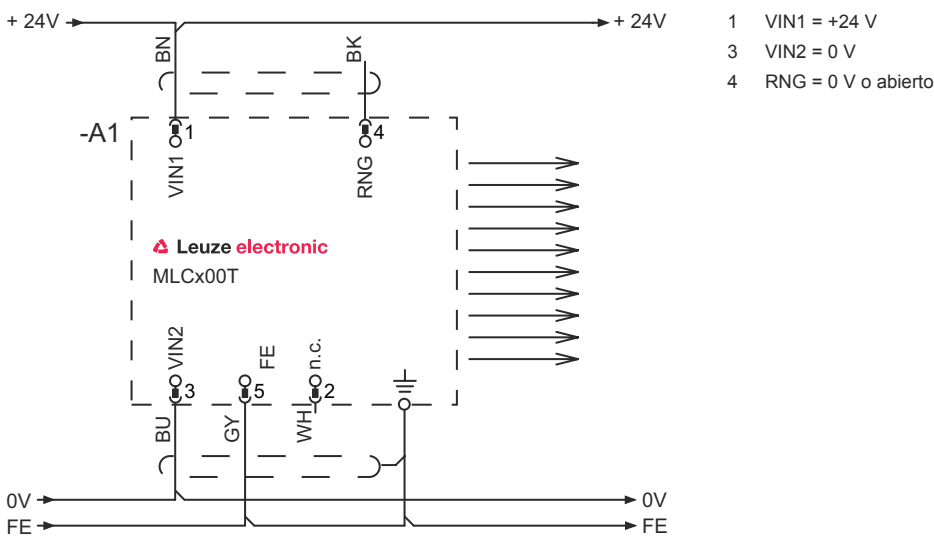 + 24V
+ 24V
1 VIN1 = +24 V
3 VIN2 = 0 V
4 RNG = 0 V o abierto
BN
BK
-A1
1
4
VIN1
RNG
Leuze electronic
MLCx00T
VIN2
FE
n.c.
3
5
2
BU
GY
WH
0V
0V
FE
FE